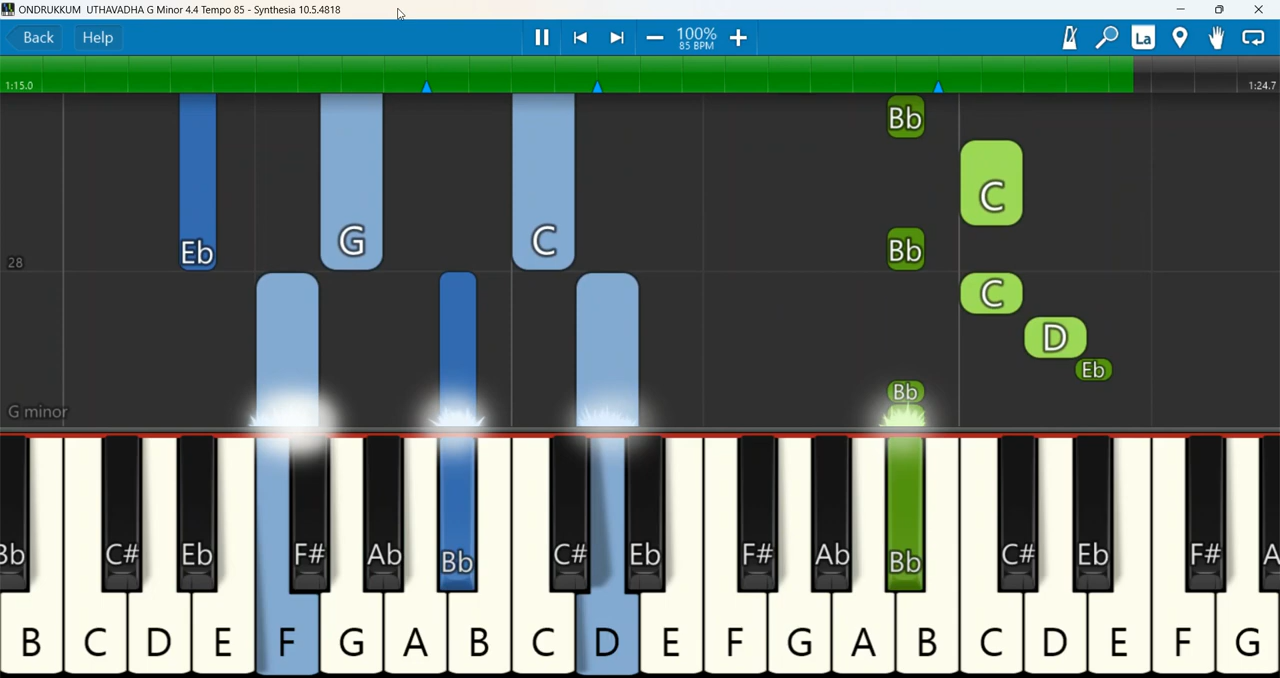 ONDRUKKUM UTHAVADHA G Minor 4.4 Tempo 85 - Synthesia 10.5.4818
Back Help 100% La
85 BPM
1:15.0 1:24.7
Bb
C
Eb G C Bb
28
C
D
Eb
Bb
G minor
Bb C# Eb F# Ab Bb C# Eb F# Ab Bb C# Eb F# A
B C D E F G A B C D E F G A B C D E F G